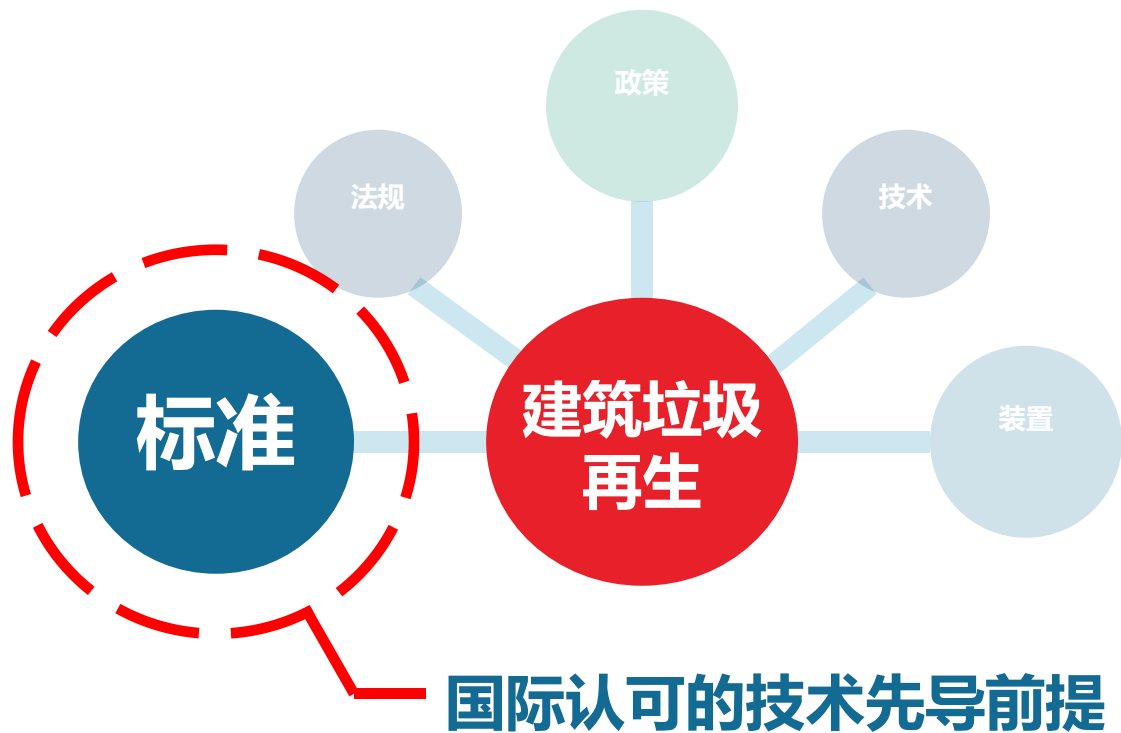 政策
法规
技术
标准
建筑垃圾
再生
装置
国际认可的技术先导前提